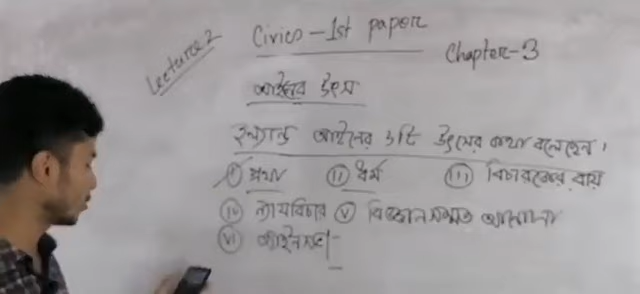 Lecture 2
Civics - 1st paper
Chapter-3
আইনের উৎস
হল্যান্ড আইনের ৬টি উৎসের কথা বলেছেন।
(i) প্রথা (ii) ধর্ম (iii) বিচারকের রায়
(iv) ন্যায়বিচার (v) বিজ্ঞানসম্মত আলোচনা
(vi) আইনসভা